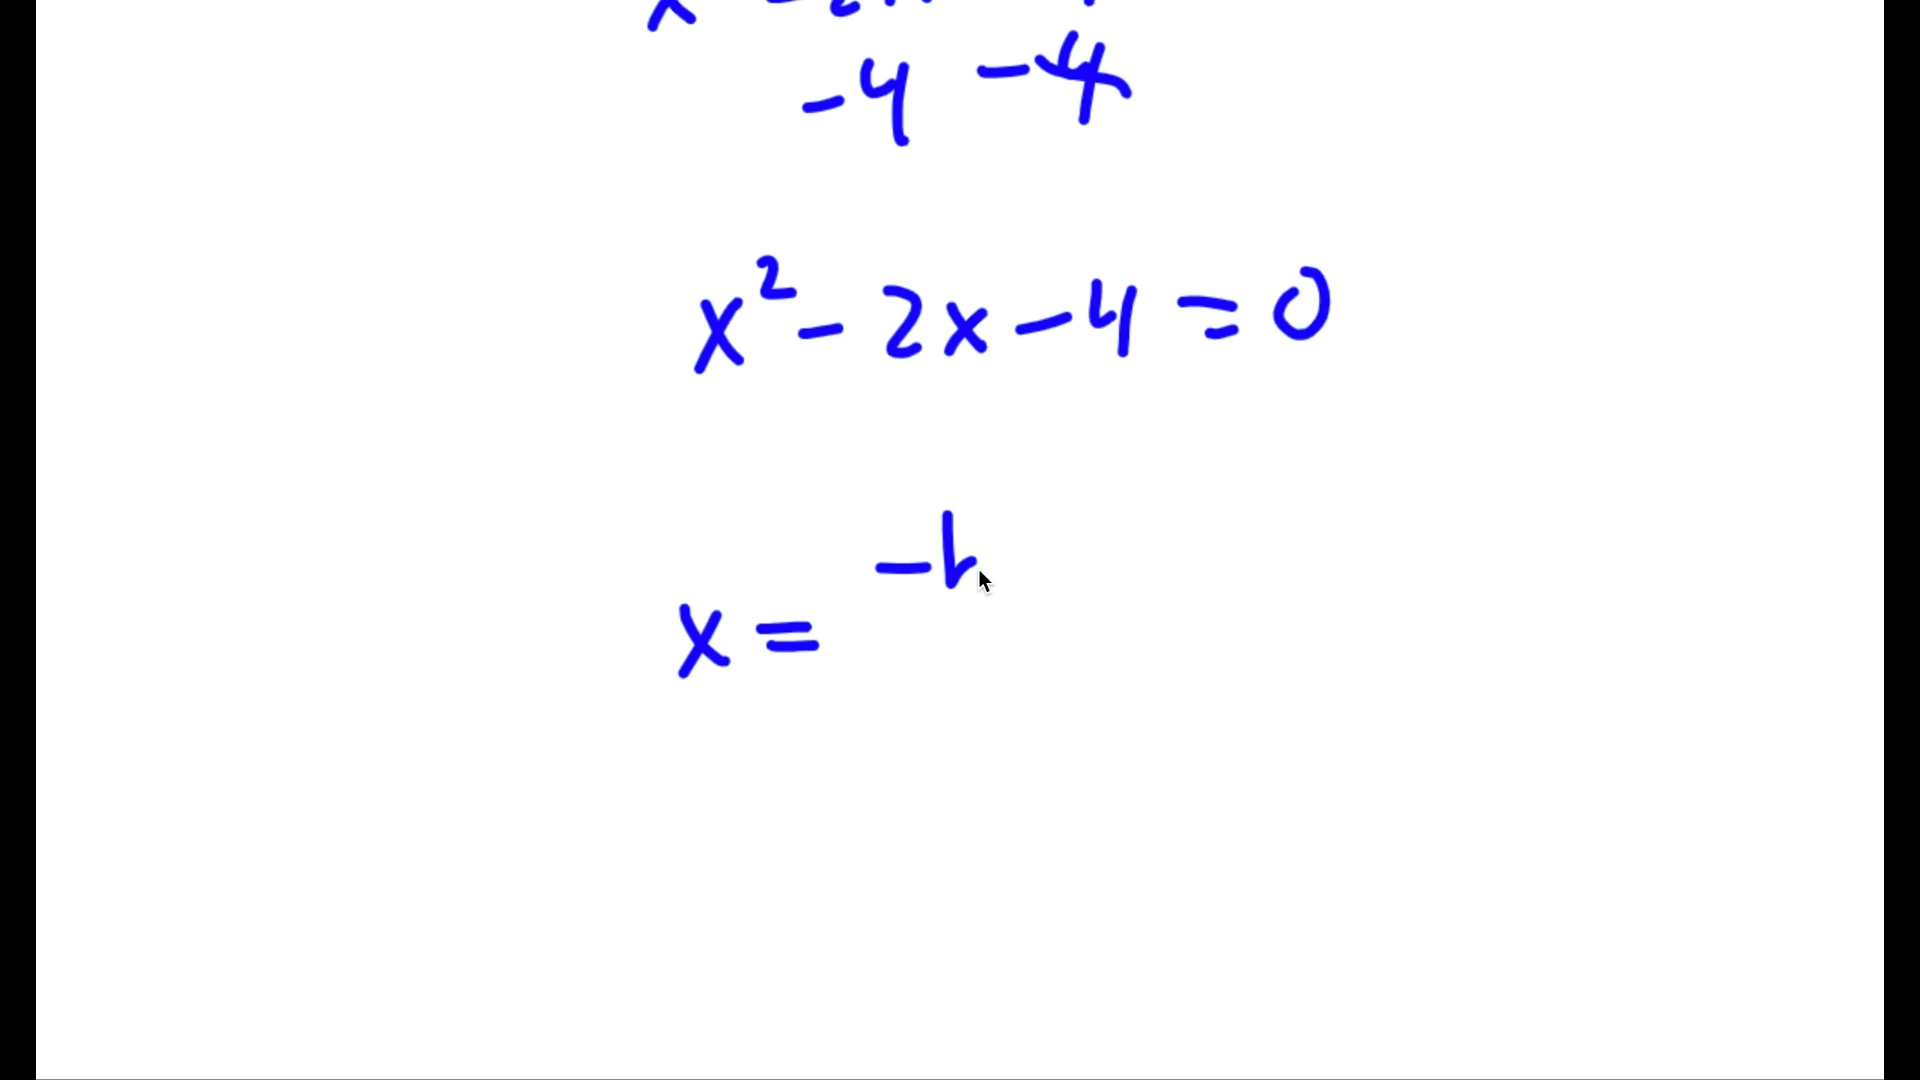 -4 -4
x² - 2x - 4 = 0
-b
x =